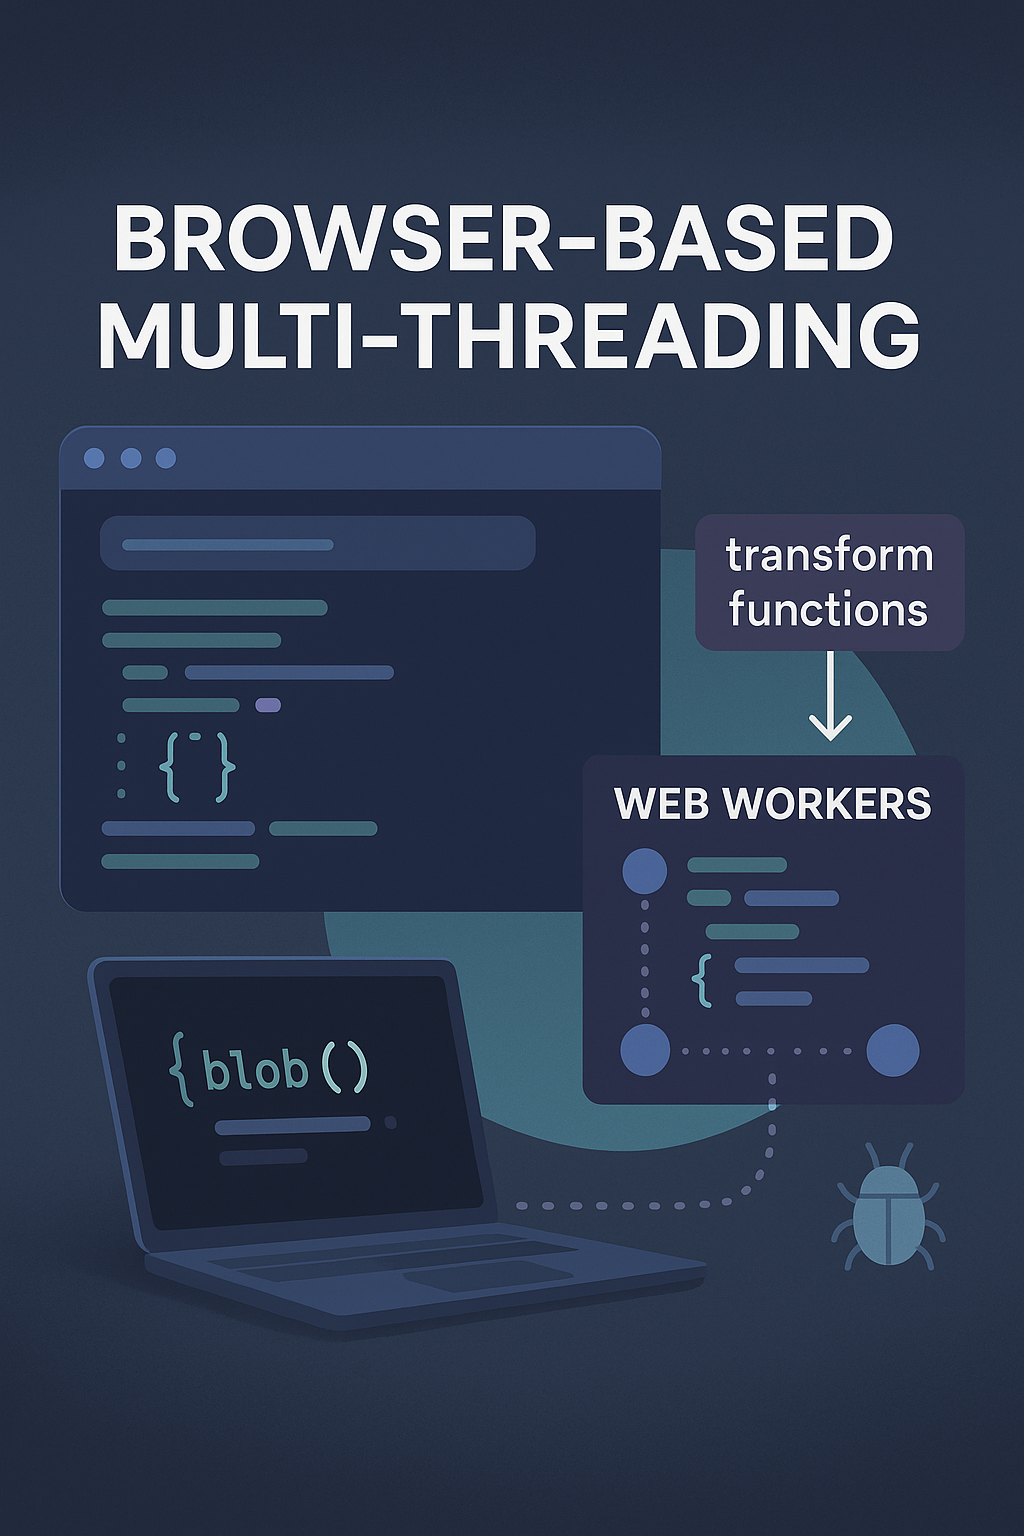 BROWSER-BASED
MULTI-THREADING
transform
functions
WEB WORKERS
{ }
{
{blob()